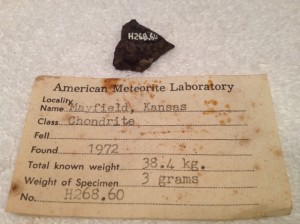 H268.60
American Meteorite Laboratory
Locality
Name Mayfield, Kansas
Class Chondrite
Fell
Found 1972
Total known weight 38.4 kg.
Weight of Specimen 3 grams
No. H268.60